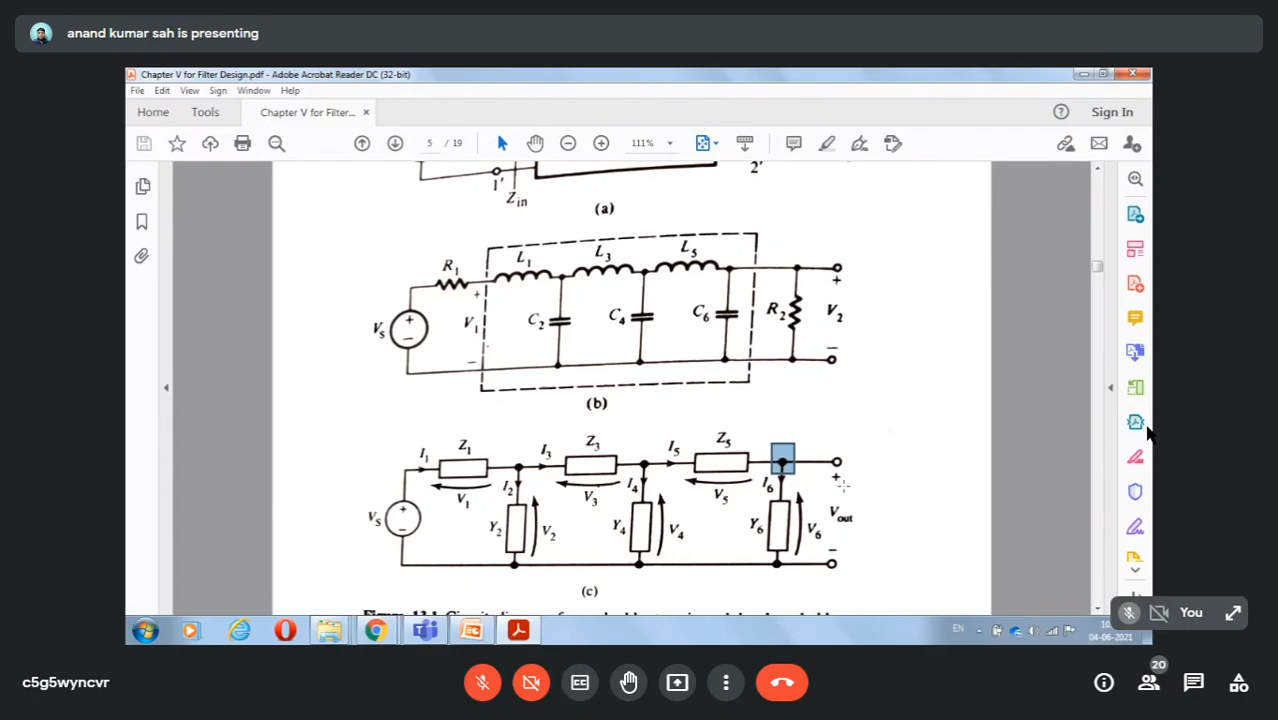 anand kumar sah is presenting
Chapter V for Filter Design.pdf - Adobe Acrobat Reader DC (32-bit)
File Edit View Sign Window Help
Home Tools Chapter V for Filter... × Sign In
5 / 19 111%
1' Zin 2'
(a)
R1 L1 L3 L5
+ +
Vs + − V1 C2 C4 C6 R2 V2
− −
(b)
I1 Z1 I3 Z3 I5 Z5
V1 I2 V3 I4 V5 I6 +
Vs + − Y2 V2 Y4 V4 Y6 V6 Vout
−
(c)
EN
04-06-2021
You
c5g5wyncvr
CC
20